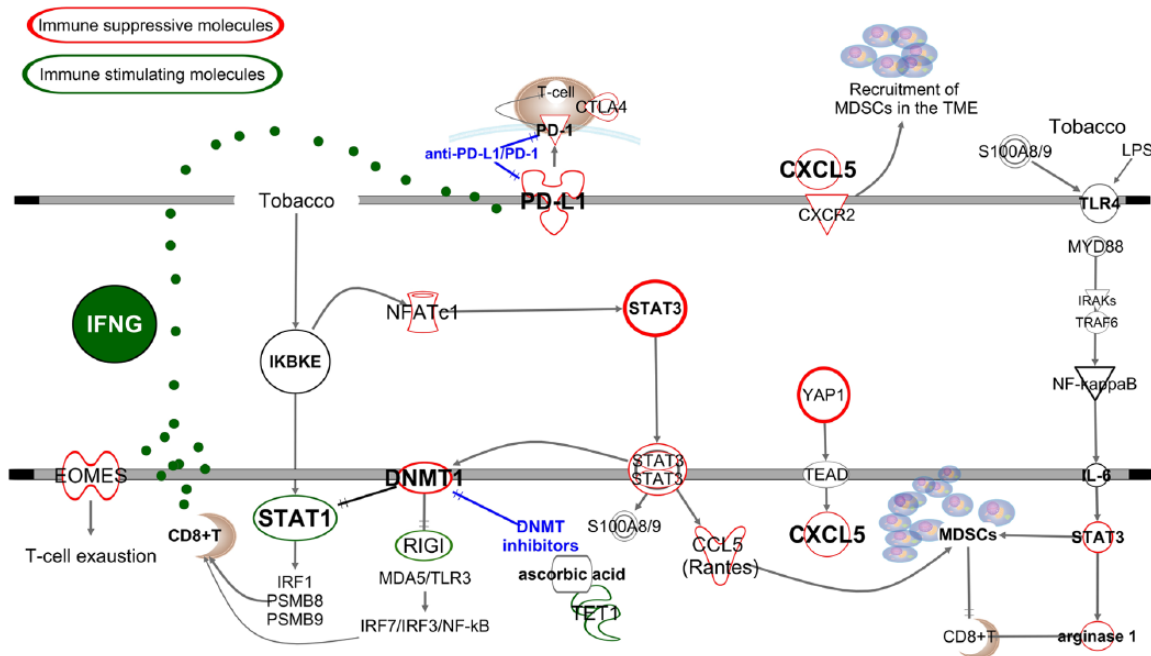 Immune suppressive molecules
Immune stimulating molecules
T-cell
CTLA4
PD-1
anti-PD-L1/PD-1
PD-L1
Recruitment of
MDSCs in the TME
CXCL5
CXCR2
Tobacco
S100A8/9
LPS
TLR4
MYD88
IRAKs
TRAF6
NF-kappaB
Tobacco
IFNG
NFATc1
STAT3
IKBKE
YAP1
EOMES
T-cell exaustion
CD8+T
STAT1
IRF1
PSMB8
PSMB9
DNMT1
RIGI
MDA5/TLR3
IRF7/IRF3/NF-kB
DNMT
inhibitors
ascorbic acid
TET1
STAT3
STAT3
S100A8/9
CCL5
(Rantes)
TEAD
CXCL5
MDSCs
IL-6
STAT3
CD8+T
arginase 1